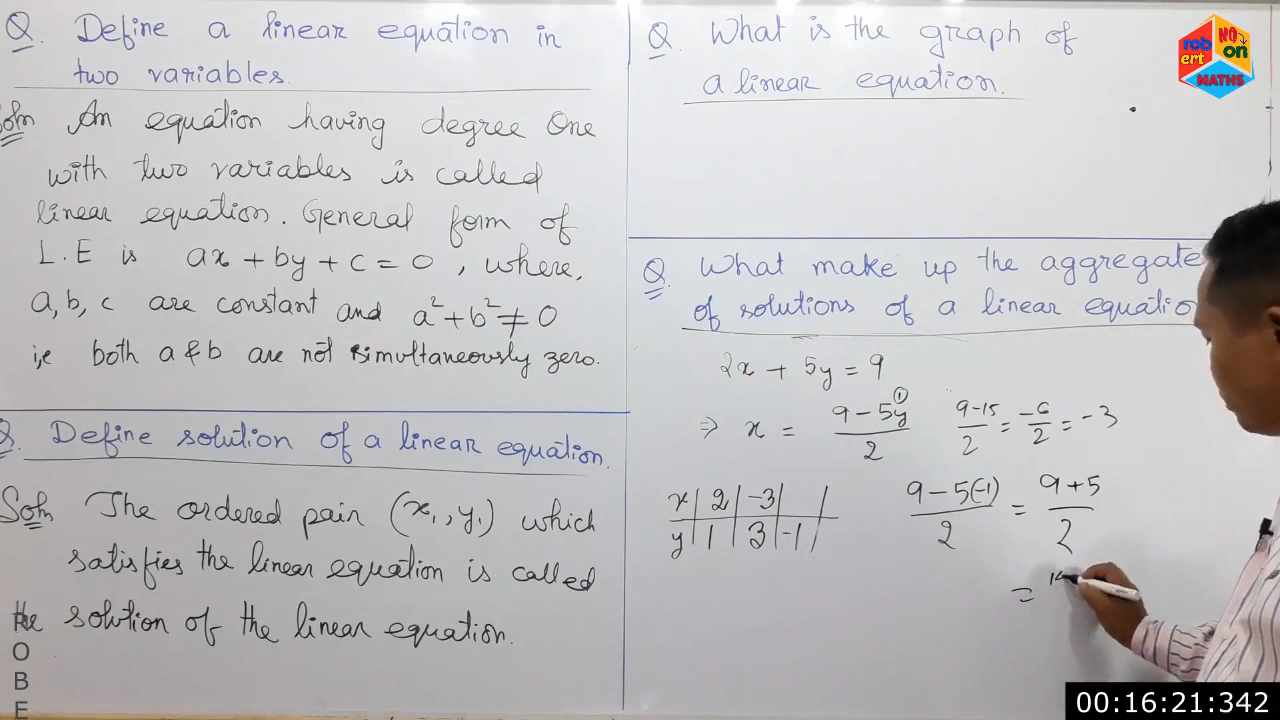 Q. Define a linear equation in
two variables.
Soln An equation having degree One
with two variables is called
linear equation. General form of
L.E is ax + by + c = 0, where,
a, b, c are constant and a² + b² ≠ 0
i,e both a & b are not simultaneously zero.
Q. Define solution of a linear equation.
Soln The ordered pair (x₁, y₁) which
satisfies the linear equation is called
the solution of the linear equation.
O
B
E
Q. What is the graph of
a linear equation.
Q. What make up the aggregate
of solutions of a linear equatio
2x + 5y = 9
⇒ x = (9 - 5y)/2 (9-15)/2 = -6/2 = -3
x | 2 | -3 |
y | 1 | 3 | -1 |
(9 - 5(-1))/2 = (9 + 5)/2
= 14
rob NO
ert on
MATHS
00:16:21:342